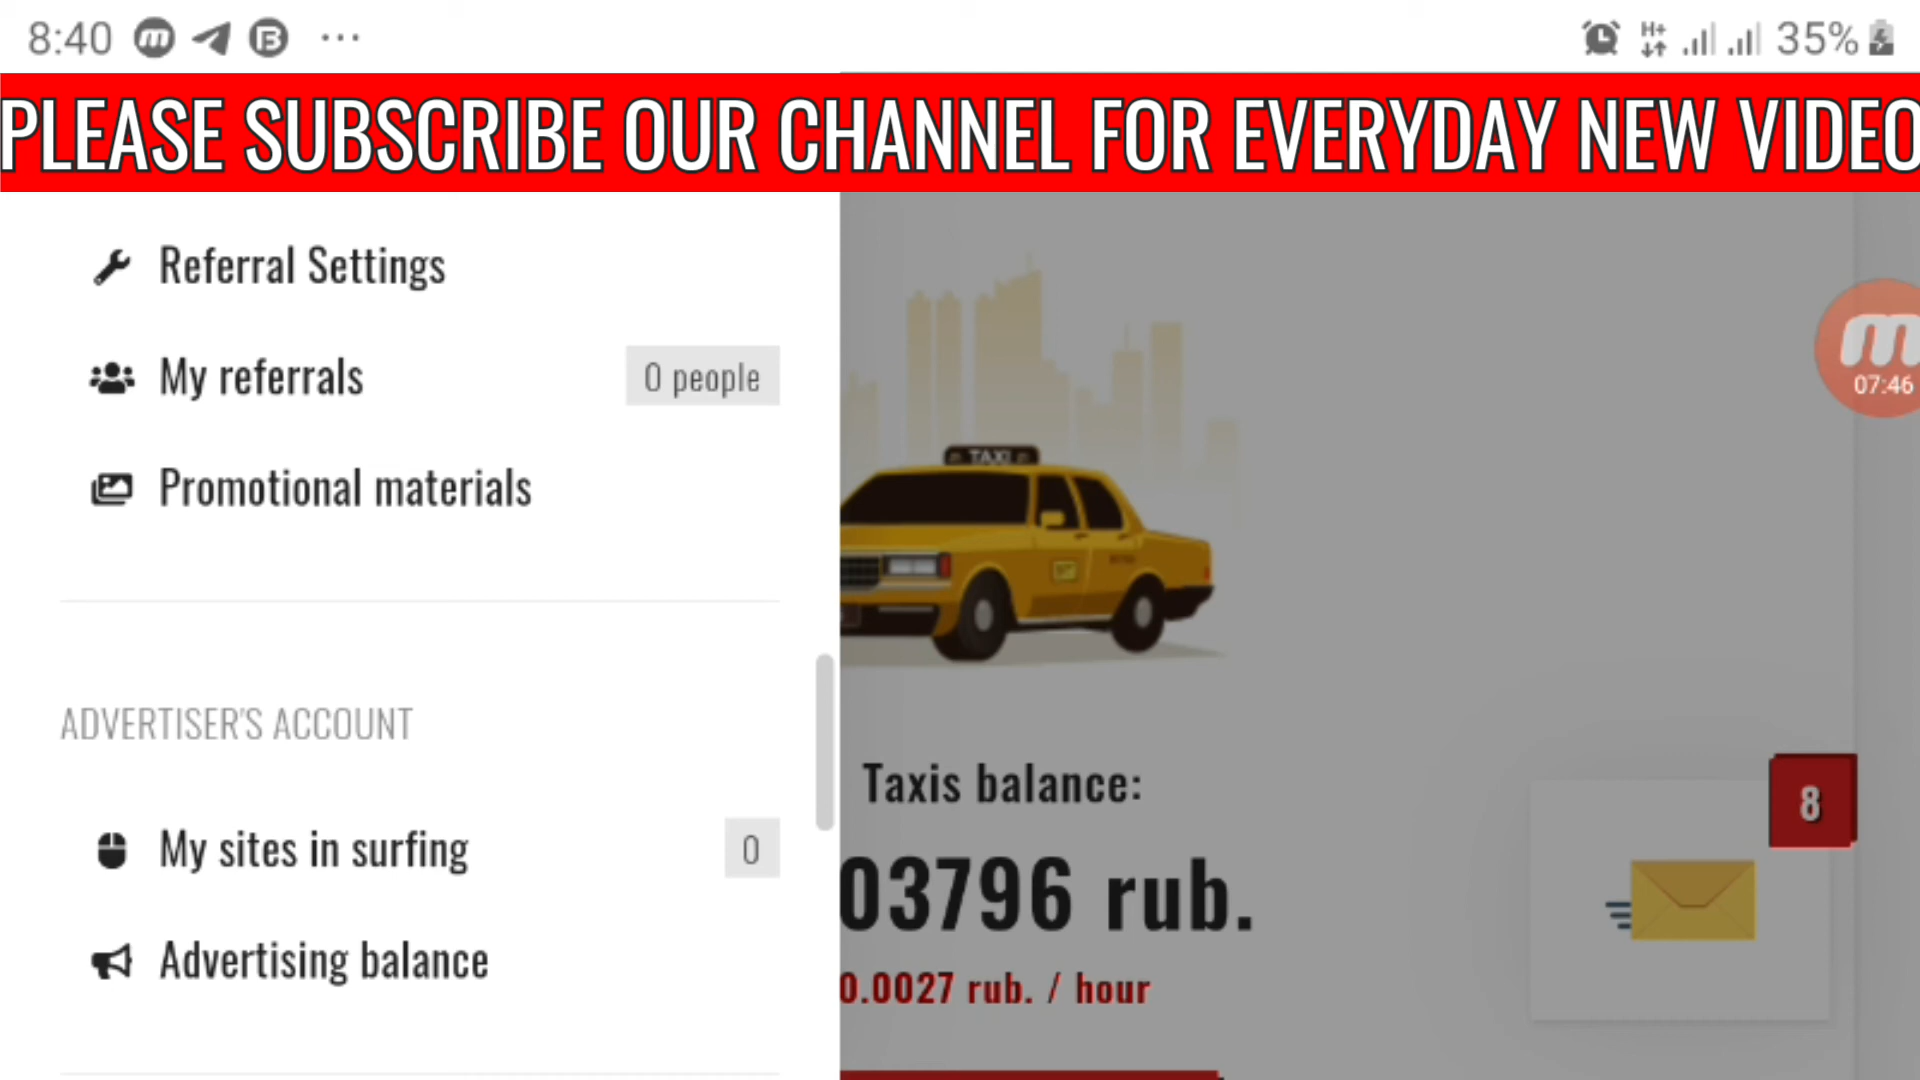 8:40
H+
35%
PLEASE SUBSCRIBE OUR CHANNEL FOR EVERYDAY NEW VIDEO
Referral Settings
My referrals
0 people
Promotional materials
07:46
TAXI
ADVERTISER'S ACCOUNT
Taxis balance:
8
My sites in surfing
0
03796 rub.
Advertising balance
0.0027 rub. / hour